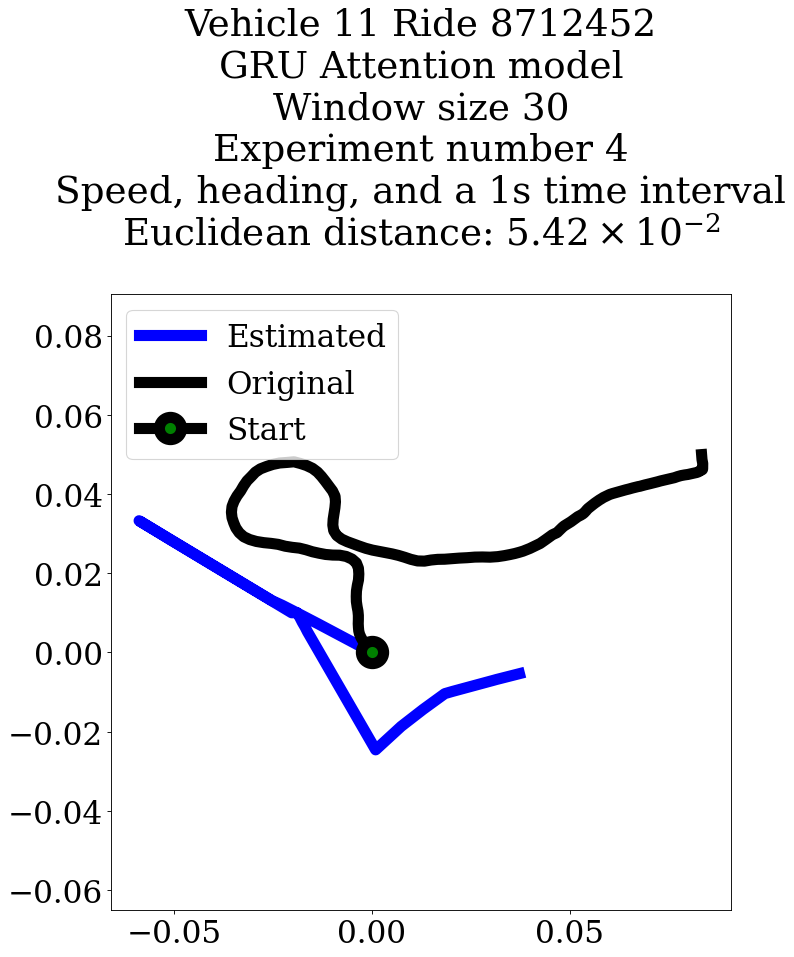 Vehicle 11 Ride 8712452
GRU Attention model
Window size 30
Experiment number 4
Speed, heading, and a 1s time interval
Euclidean distance: 5.42 × 10⁻²
Estimated
Original
Start
0.08
0.06
0.04
0.02
0.00
−0.02
−0.04
−0.06
−0.05 0.00 0.05